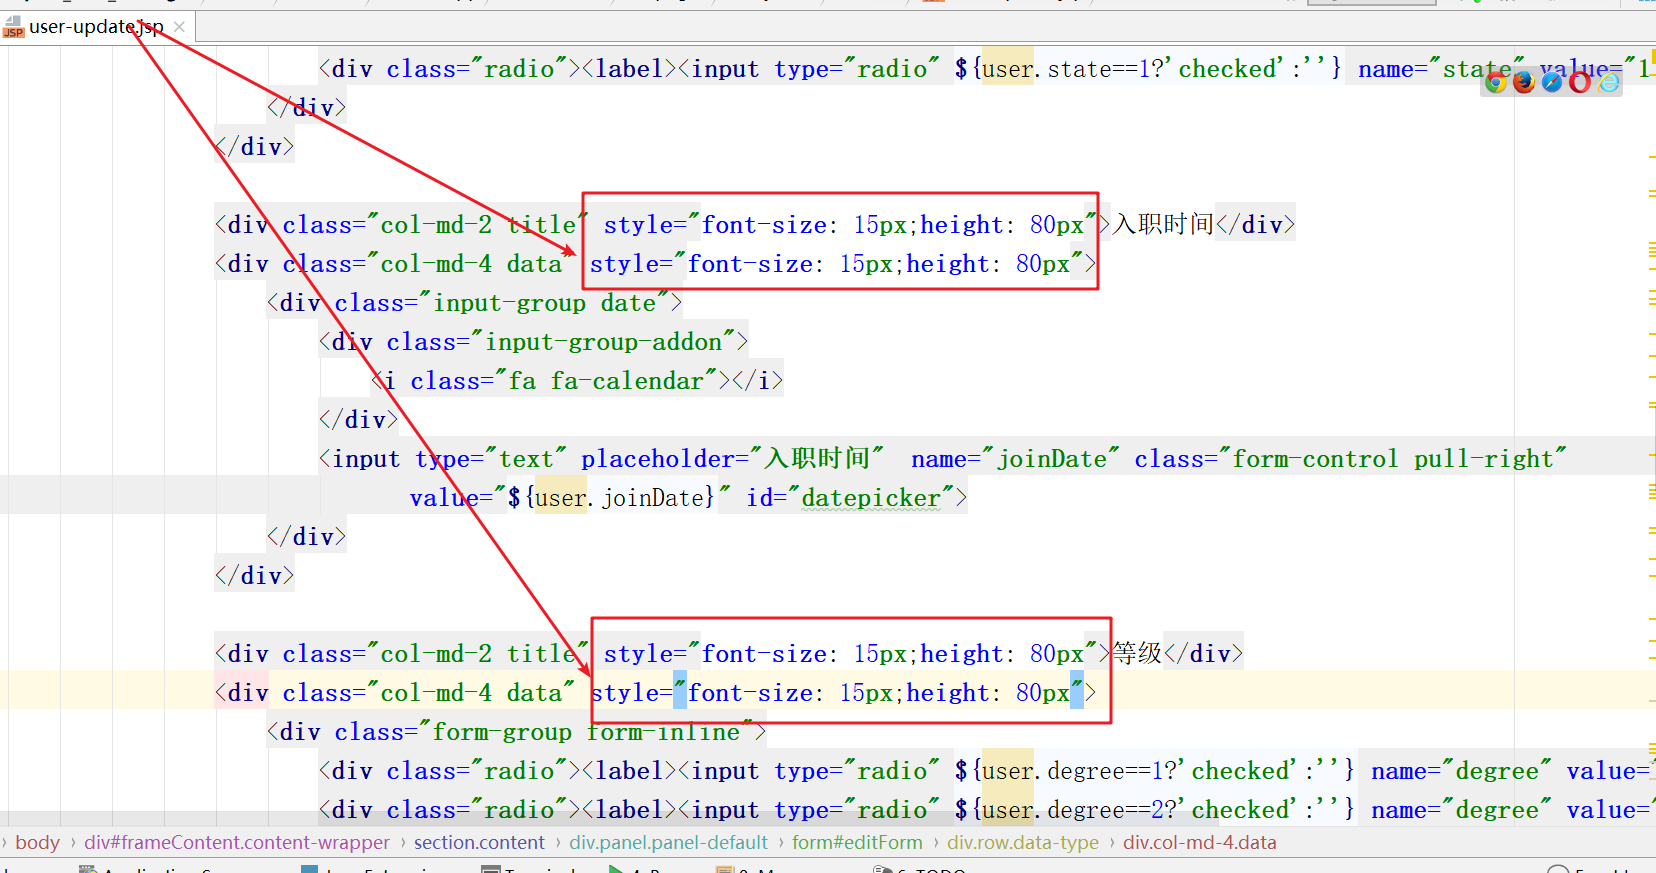 user-update.jsp
<div class="radio"><label><input type="radio" ${user.state==1?'checked':''} name="state" value="1
</div>
</div>
<div class="col-md-2 title" style="font-size: 15px;height: 80px">入职时间</div>
<div class="col-md-4 data" style="font-size: 15px;height: 80px">
<div class="input-group date">
<div class="input-group-addon">
<i class="fa fa-calendar"></i>
</div>
<input type="text" placeholder="入职时间" name="joinDate" class="form-control pull-right"
value="${user.joinDate}" id="datepicker">
</div>
</div>
<div class="col-md-2 title" style="font-size: 15px;height: 80px">等级</div>
<div class="col-md-4 data" style="font-size: 15px;height: 80px">
<div class="form-group form-inline">
<div class="radio"><label><input type="radio" ${user.degree==1?'checked':''} name="degree" value=
<div class="radio"><label><input type="radio" ${user.degree==2?'checked':''} name="degree" value=
body › div#frameContent.content-wrapper › section.content › div.panel.panel-default › form#editForm › div.row.data-type › div.col-md-4.data